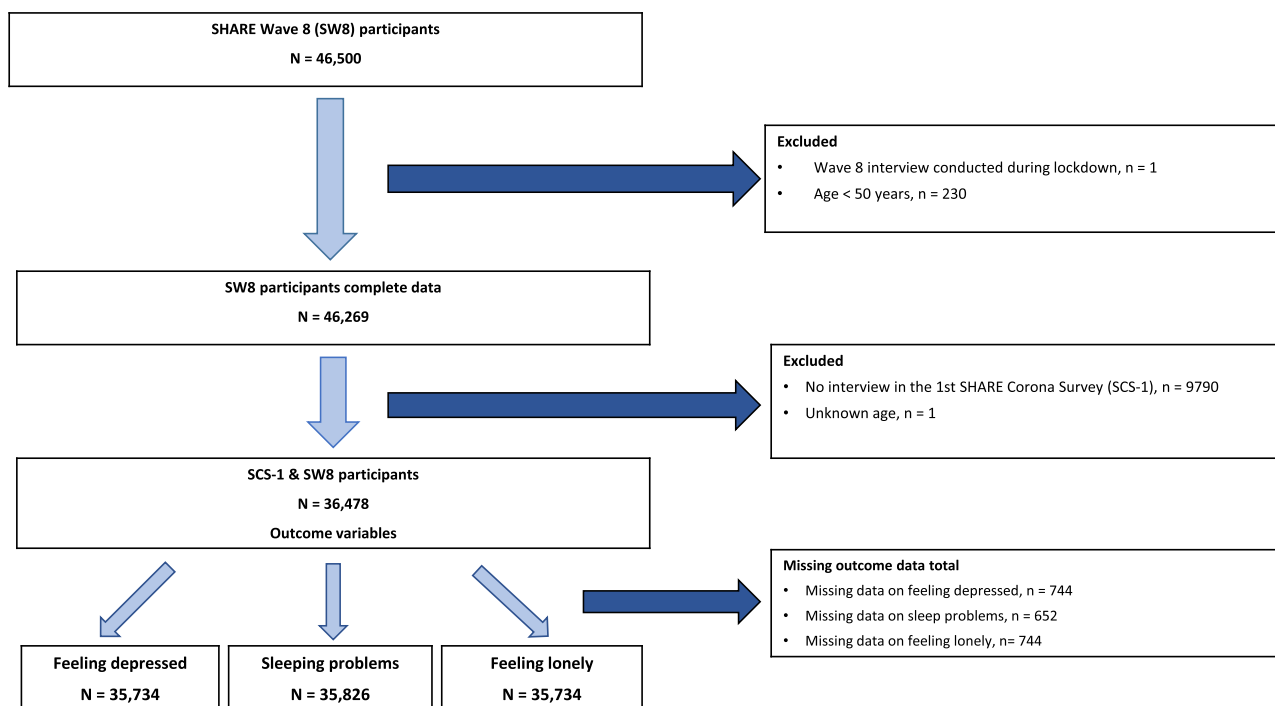 SHARE Wave 8 (SW8) participants
N = 46,500
Excluded
• Wave 8 interview conducted during lockdown, n = 1
• Age < 50 years, n = 230
SW8 participants complete data
N = 46,269
Excluded
• No interview in the 1st SHARE Corona Survey (SCS-1), n = 9790
• Unknown age, n = 1
SCS-1 & SW8 participants
N = 36,478
Outcome variables
Missing outcome data total
• Missing data on feeling depressed, n = 744
• Missing data on sleep problems, n = 652
• Missing data on feeling lonely, n= 744
Feeling depressed
N = 35,734
Sleeping problems
N = 35,826
Feeling lonely
N = 35,734